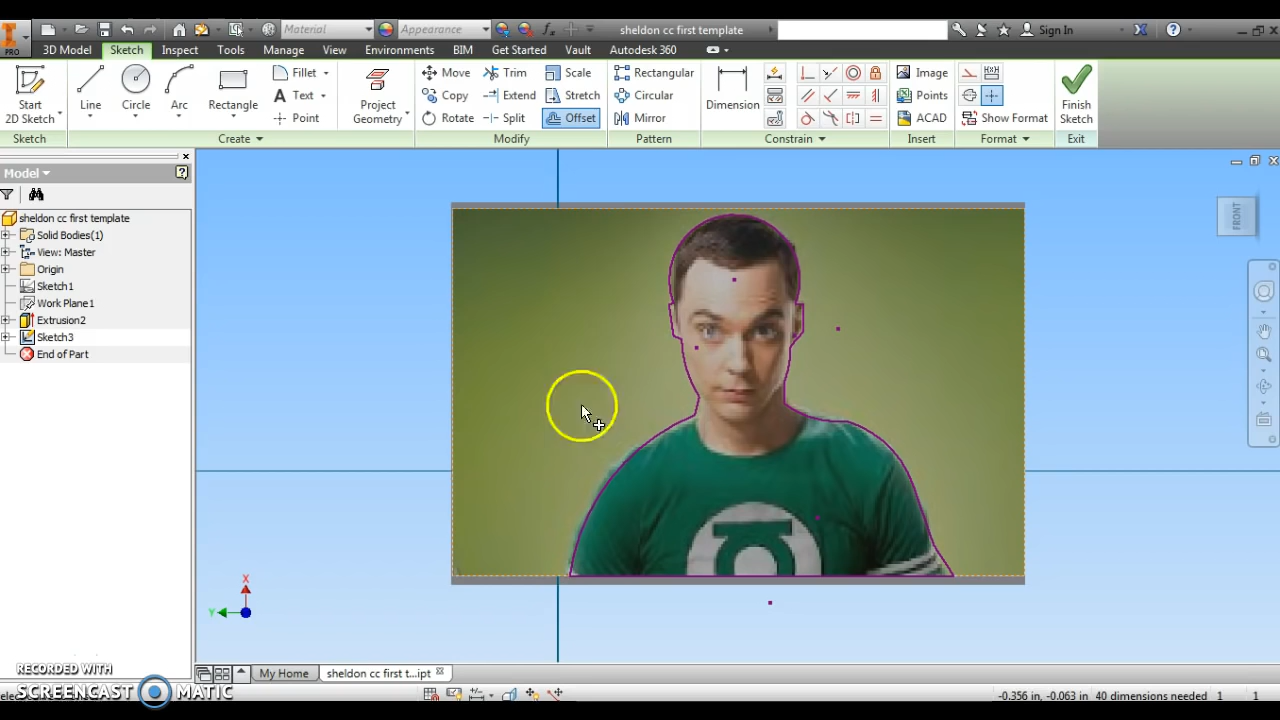 Material
Appearance
sheldon cc first template
Sign In
PRO
3D Model Sketch Inspect Tools Manage View Environments BIM Get Started Vault Autodesk 360
Start
2D Sketch
Line
Circle
Arc
Rectangle
Fillet
Text
Point
Project
Geometry
Move Trim Scale
Copy Extend Stretch
Rotate Split Offset
Rectangular
Circular
Mirror
Dimension
Image
Points
ACAD
Show Format
Finish
Sketch
Sketch Create Modify Pattern Constrain Insert Format Exit
Model
sheldon cc first template
Solid Bodies(1)
View: Master
Origin
Sketch1
Work Plane1
Extrusion2
Sketch3
End of Part
FRONT
X
Y
RECORDED WITH
SCREENCAST MATIC
My Home
sheldon cc first t...ipt
-0.356 in, -0.063 in 40 dimensions needed 1 1